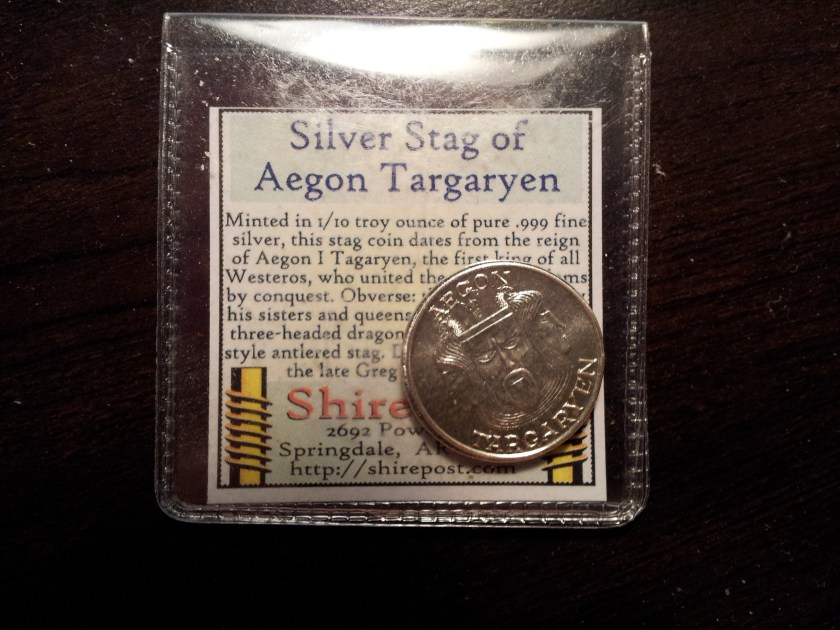 Silver Stag of
Aegon Targaryen
Minted in 1/10 troy ounce of pure .999 fine
silver, this stag coin dates from the reign
of Aegon I Tagaryen, the first king of all
Westeros, who united the
by conquest. Obverse:
his sisters and queens
three-headed dragon
style antlered stag.
the late Greg
Shire
2692
Springdale, AR
http://shirepost.com
AEGON
TARGARYEN